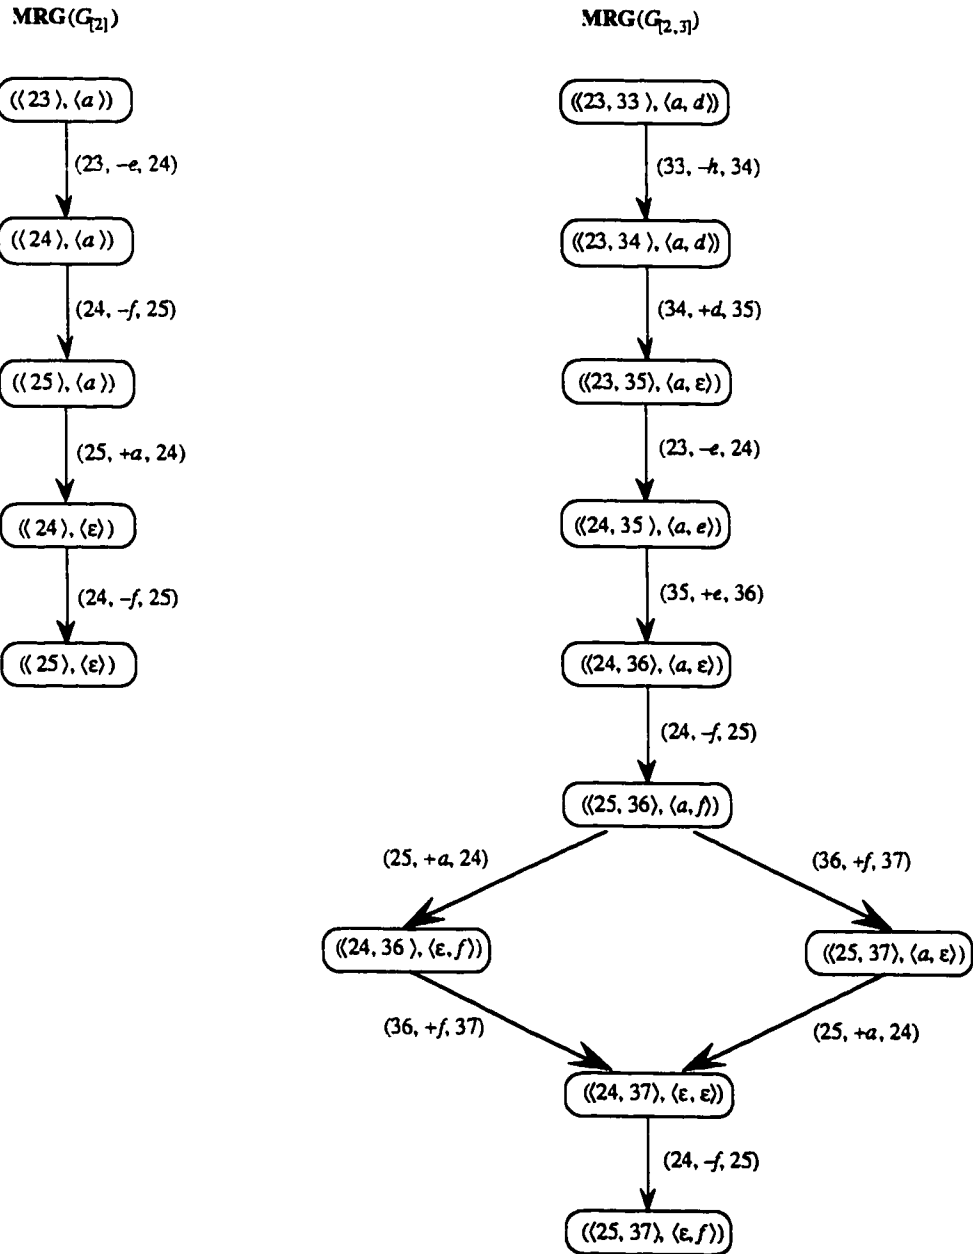 MRG(G[2])
((⟨23⟩, ⟨a⟩)
(23, –e, 24)
(⟨24⟩, ⟨a⟩)
(24, –f, 25)
(⟨25⟩, ⟨a⟩)
(25, +a, 24)
(⟨24⟩, ⟨ε⟩)
(24, –f, 25)
(⟨25⟩, ⟨ε⟩)
MRG(G[2,3])
(⟨23, 33⟩, ⟨a, d⟩)
(33, –h, 34)
(⟨23, 34⟩, ⟨a, d⟩)
(34, +d, 35)
(⟨23, 35⟩, ⟨a, ε⟩)
(23, –e, 24)
(⟨24, 35⟩, ⟨a, e⟩)
(35, +e, 36)
(⟨24, 36⟩, ⟨a, ε⟩)
(24, –f, 25)
(⟨25, 36⟩, ⟨a, f⟩)
(25, +a, 24)
(36, +f, 37)
(⟨24, 36⟩, ⟨ε, f⟩)
(⟨25, 37⟩, ⟨a, ε⟩)
(36, +f, 37)
(25, +a, 24)
(⟨24, 37⟩, ⟨ε, ε⟩)
(24, –f, 25)
(⟨25, 37⟩, ⟨ε, f⟩)